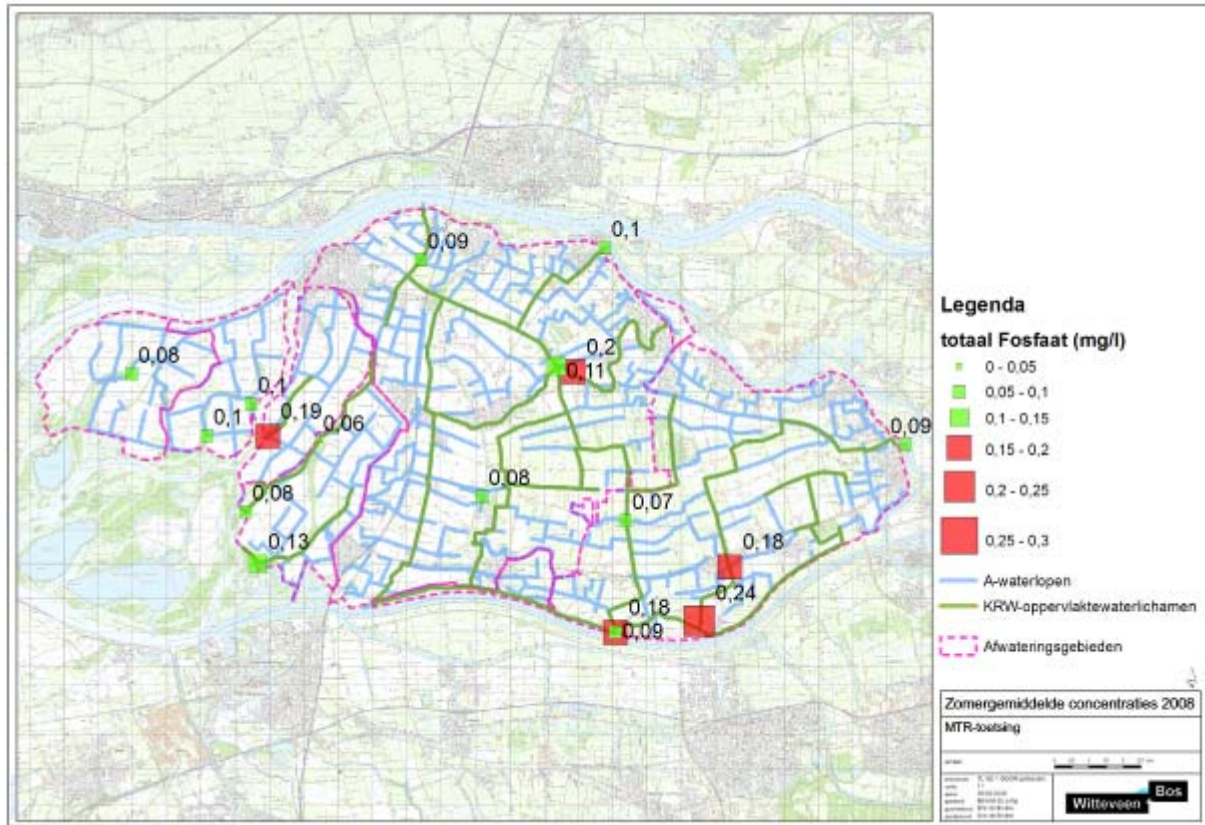 0,1
0,09
0,2
0,11
0,08
0,1
0,1
0,19
0,06
0,09
0,08
0,08
0,07
0,13
0,18
0,24
0,18
0,09
Legenda
totaal Fosfaat (mg/l)
0 - 0,05
0,05 - 0,1
0,1 - 0,15
0,15 - 0,2
0,2 - 0,25
0,25 - 0,3
A-waterlopen
KRW-oppervlaktewaterlichamen
Afwateringsgebieden
Zomergemiddelde concentraties 2008
MTR-toetsing
Witteveen
Bos